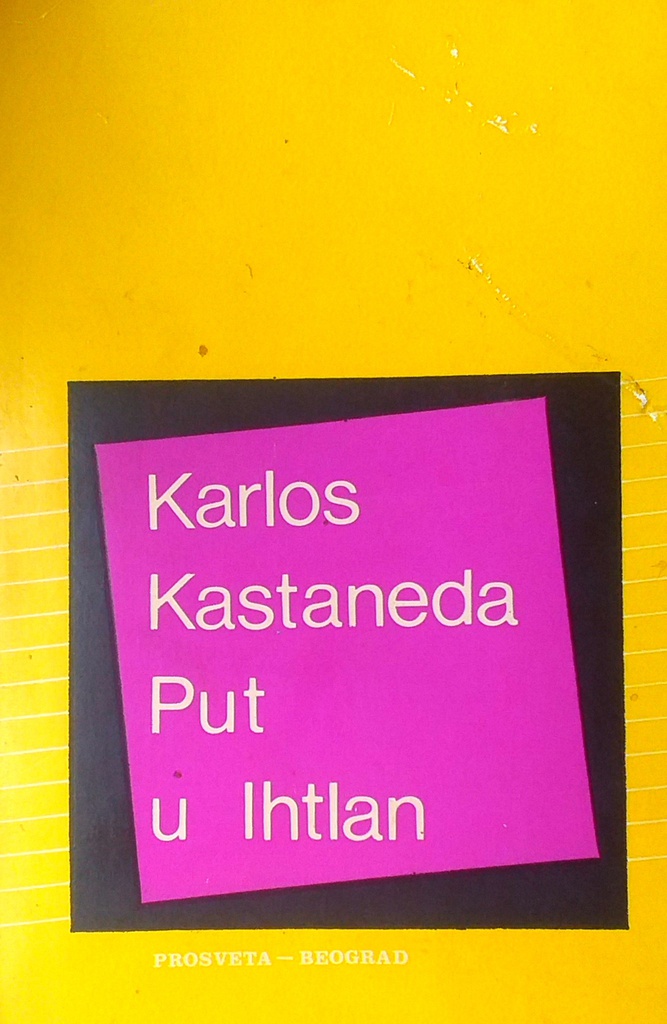 Karlos
Kastaneda
Put
u Ihtlan
PROSVETA — BEOGRAD